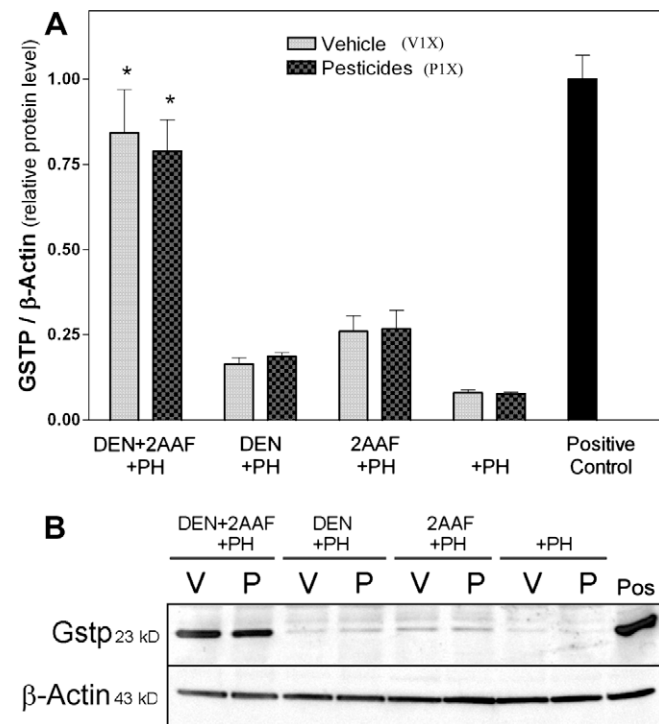 A
Vehicle (V1X)
Pesticides (P1X)
GSTP / β-Actin (relative protein level)
1.00
0.75
0.50
0.25
0.00
* *
DEN+2AAF DEN 2AAF +PH Positive
+PH +PH +PH Control
B
DEN+2AAF DEN 2AAF
+PH +PH +PH +PH
V P V P V P V P Pos
Gstp 23 kD
β-Actin 43 kD